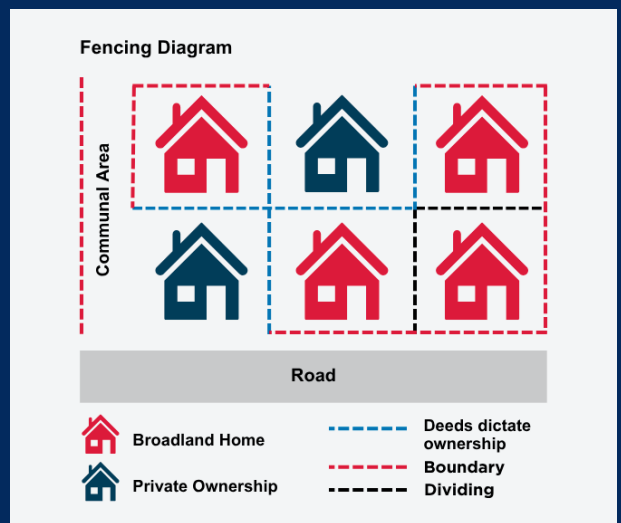 Fencing Diagram
Communal Area
Road
Broadland Home
Private Ownership
Deeds dictate
ownership
Boundary
Dividing